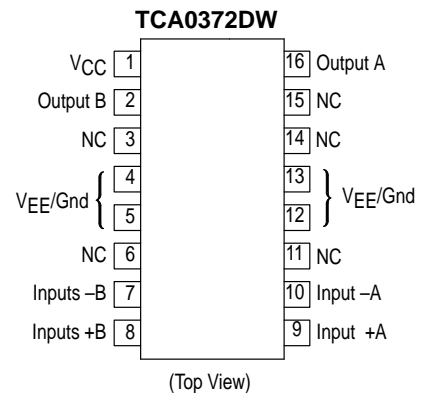 TCA0372DW
VCC 1 16 Output A
Output B 2 15 NC
NC 3 14 NC
4 13
VEE/Gnd { } VEE/Gnd
5 12
NC 6 11 NC
Inputs –B 7 10 Input –A
Inputs +B 8 9 Input +A
(Top View)